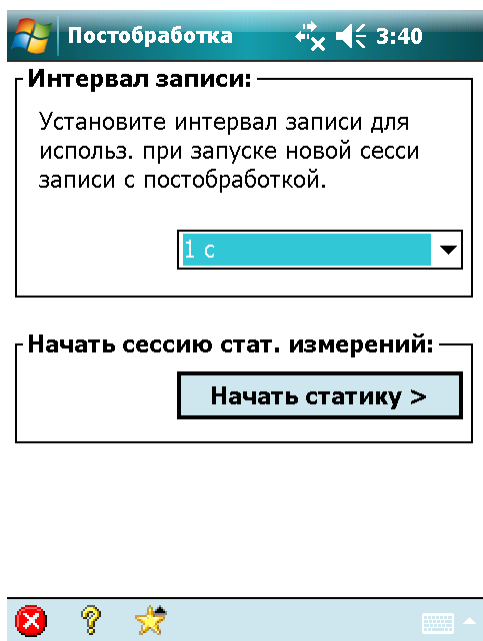 Постобработка 3:40
Интервал записи:
Установите интервал записи для
использ. при запуске новой сесси
записи с постобработкой.
1 с
Начать сессию стат. измерений:
Начать статику >